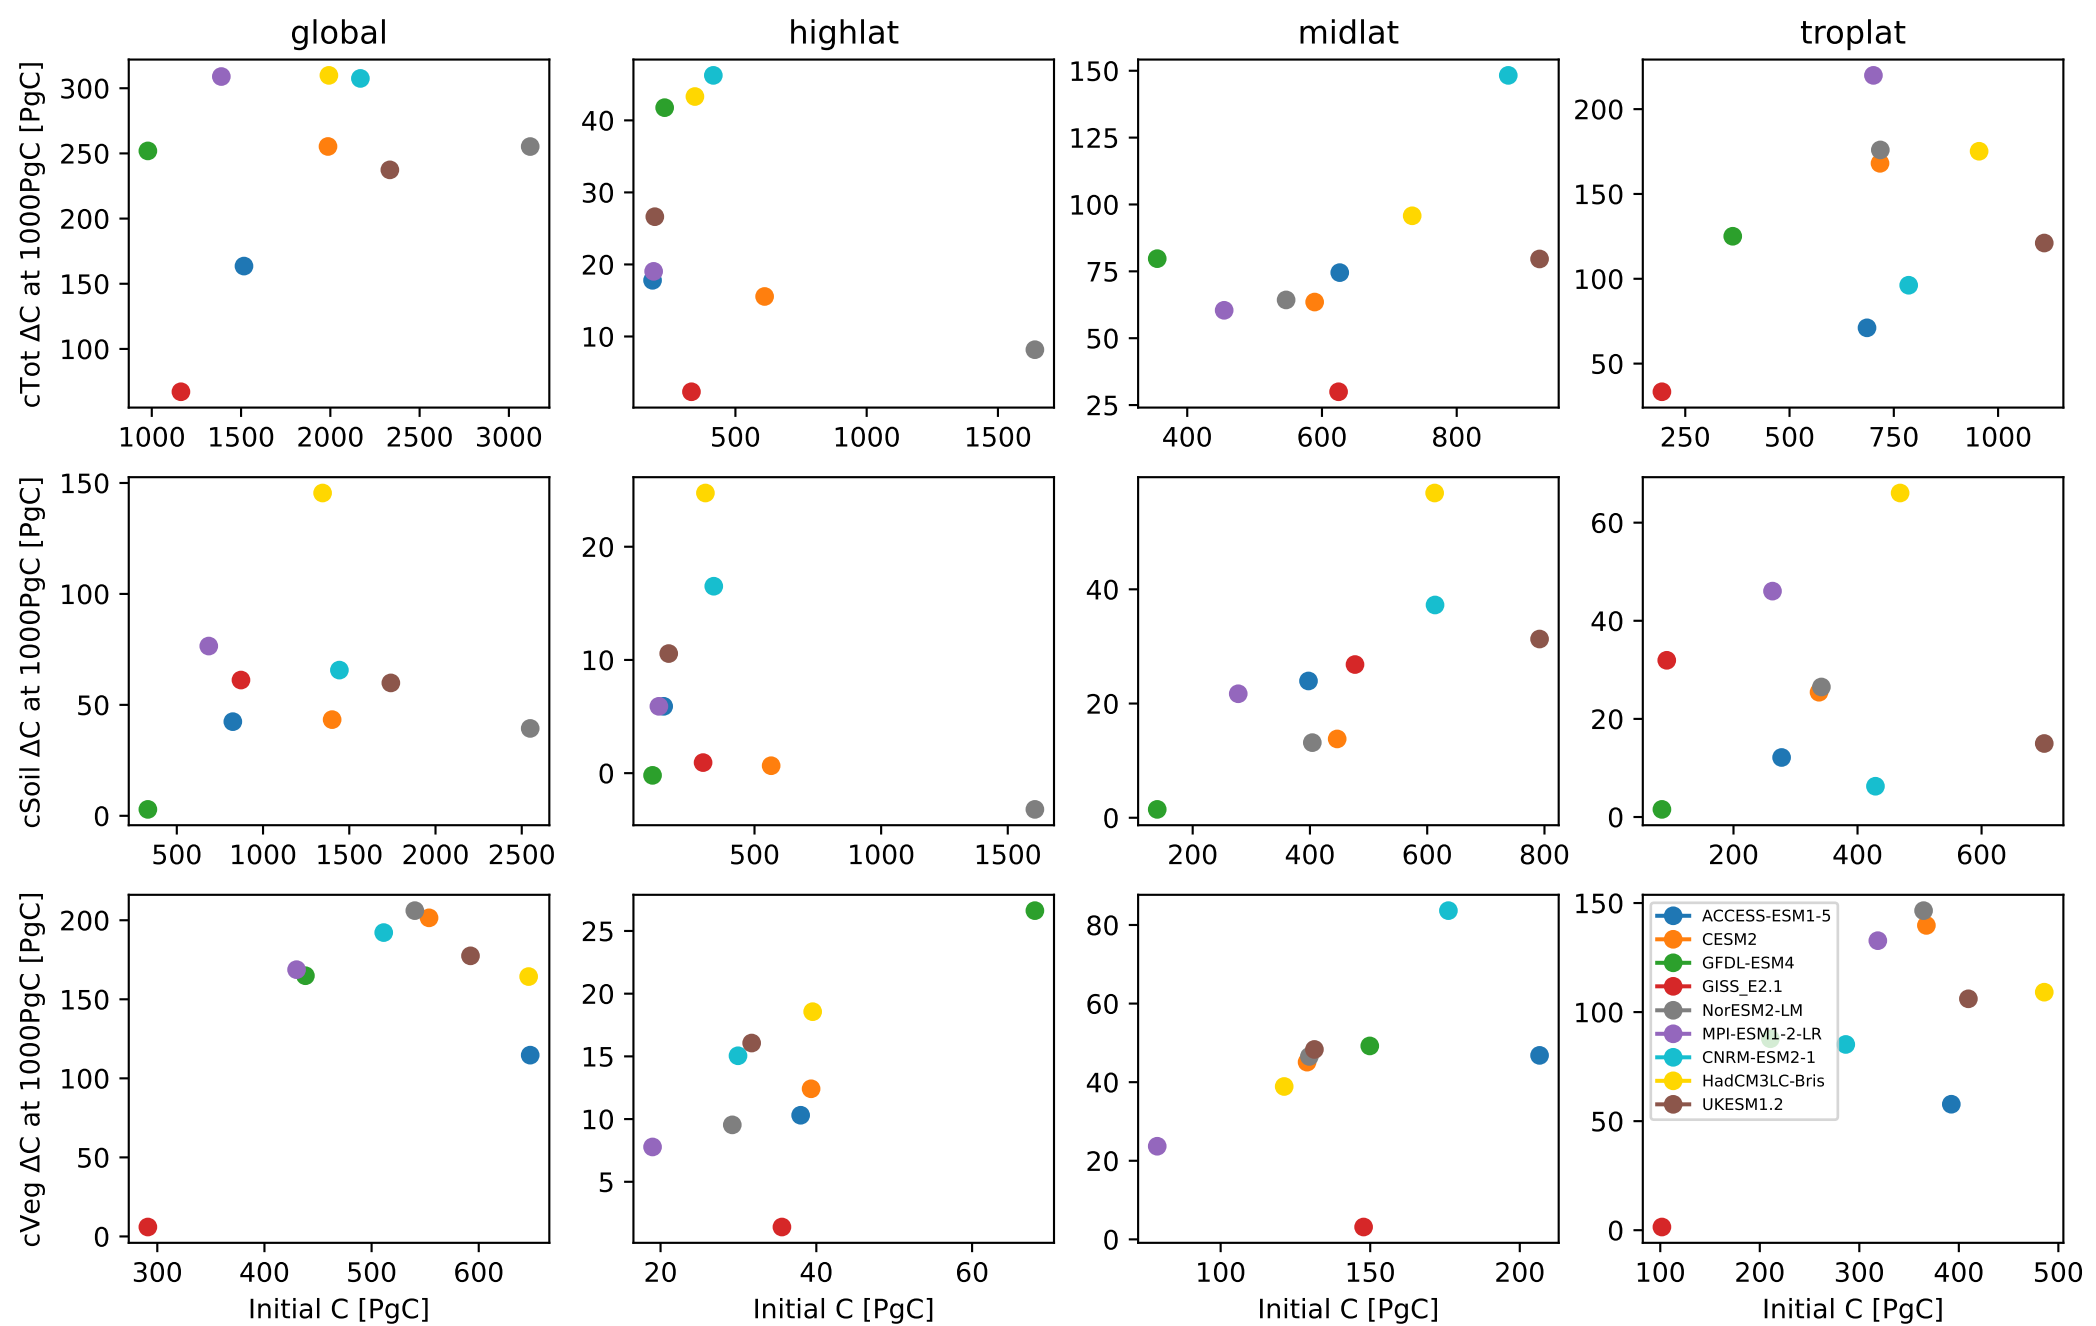 global
highlat
midlat
troplat
cTot ΔC at 1000PgC [PgC]
300
250
200
150
100
1000 1500 2000 2500 3000
40
30
20
10
500 1000 1500
150
125
100
75
50
25
400 600 800
200
150
100
50
250 500 750 1000
cSoil ΔC at 1000PgC [PgC]
150
100
50
0
500 1000 1500 2000 2500
20
10
0
500 1000 1500
40
20
0
200 400 600 800
60
40
20
0
200 400 600
cVeg ΔC at 1000PgC [PgC]
200
150
100
50
0
300 400 500 600
Initial C [PgC]
25
20
15
10
5
20 40 60
Initial C [PgC]
80
60
40
20
0
100 150 200
Initial C [PgC]
150
100
50
0
ACCESS-ESM1-5
CESM2
GFDL-ESM4
GISS_E2.1
NorESM2-LM
MPI-ESM1-2-LR
CNRM-ESM2-1
HadCM3LC-Bris
UKESM1.2
100 200 300 400 500
Initial C [PgC]